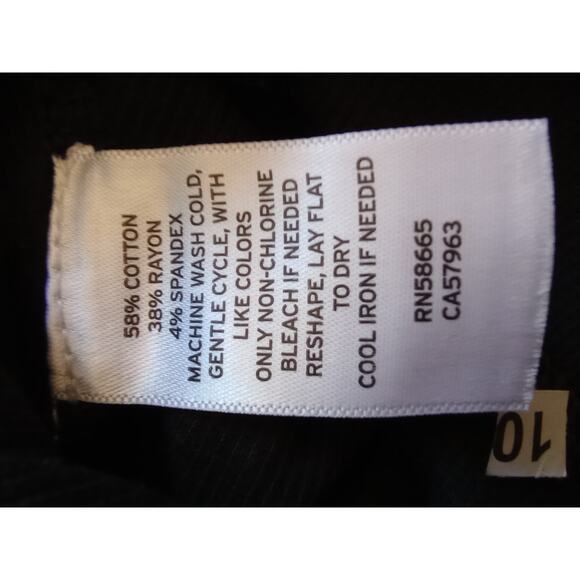 58% COTTON
38% RAYON
4% SPANDEX
MACHINE WASH COLD,
GENTLE CYCLE, WITH
LIKE COLORS
ONLY NON-CHLORINE
BLEACH IF NEEDED
RESHAPE, LAY FLAT
TO DRY
COOL IRON IF NEEDED
RN58665
CA57963
10